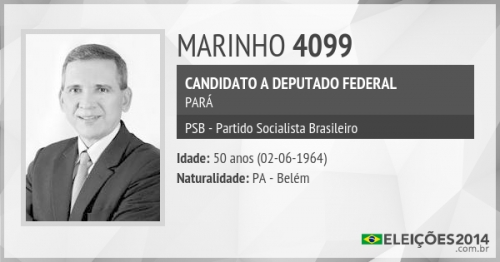 MARINHO 4099
CANDIDATO A DEPUTADO FEDERAL
PARÁ
PSB - Partido Socialista Brasileiro
Idade: 50 anos (02-06-1964)
Naturalidade: PA - Belém
ELEIÇÕES2014
.com.br